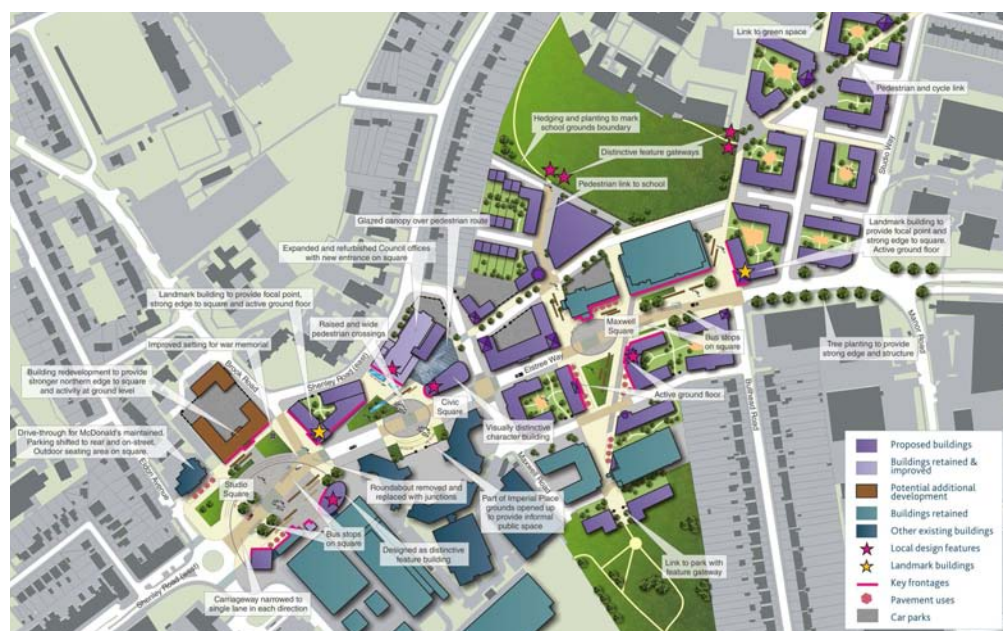 Link to green space
Pedestrian and cycle link
Hedging and planting to mark
school grounds boundary
Distinctive feature gateways
Studio Way
Pedestrian link to school
Glazed canopy over pedestrian route
Landmark building to
provide focal point and
strong edge to square.
Active ground floor
Expanded and refurbished Council offices
with new entrance on square
Landmark building to provide focal point,
strong edge to square and active ground floor
Raised and wide
pedestrian crossings
Maxwell
Square
Bus stops
on square
Manor Road
Tree planting to provide
strong edge and structure
Improved setting for war memorial
Brook Road
Shenley Road (east)
Elstree Way
Building redevelopment to provide
stronger northern edge to square
and activity at ground level
Civic
Square
Active ground floor
Bullhead Road
Visually distinctive
character building
Drive-through for McDonald's maintained.
Parking shifted to rear and on-street.
Outdoor seating area on square.
Eldon Avenue
Maxwell Road
Studio
Square
Roundabout removed and
replaced with junctions
Part of Imperial Place
grounds opened up
to provide informal
public space
Bus stops
on square
Designed as distinctive
feature building
Link to park with
feature gateway
Shenley Road (west)
Carriageway narrowed to
single lane in each direction
Proposed buildings
Buildings retained &
improved
Potential additional
development
Buildings retained
Other existing buildings
Local design features
Landmark buildings
Key frontages
Pavement uses
Car parks